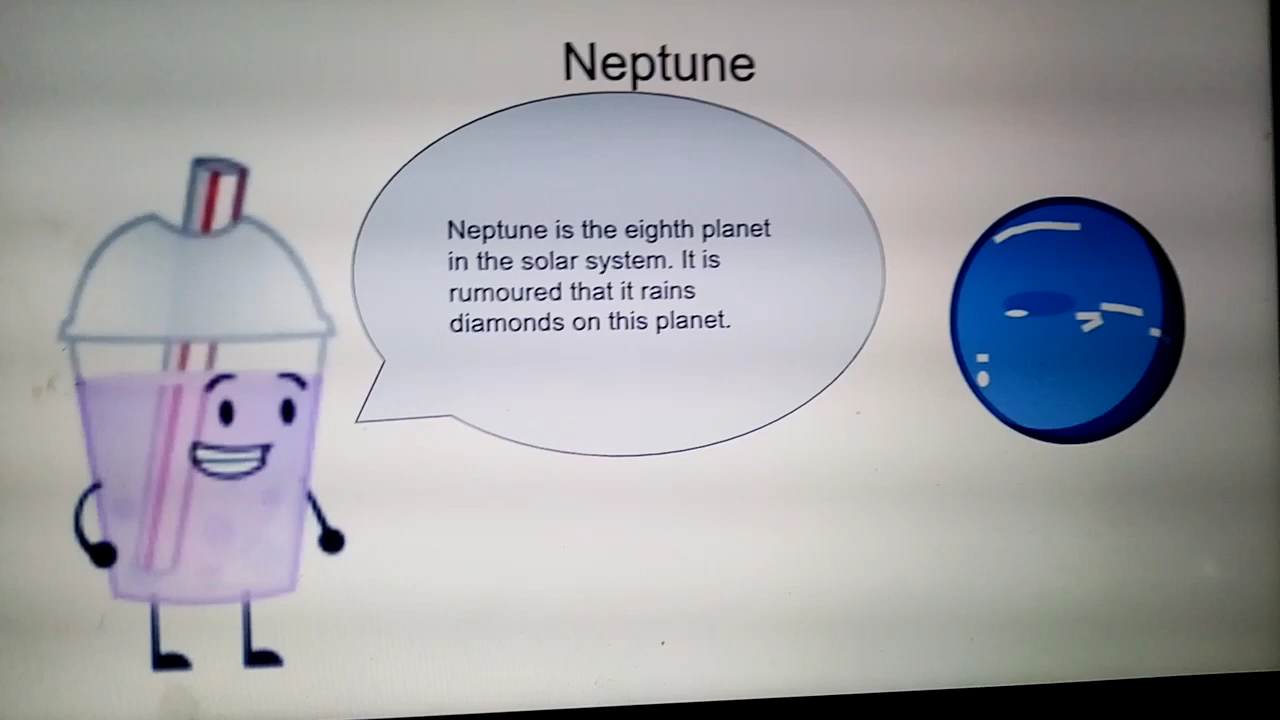 Neptune
Neptune is the eighth planet
in the solar system. It is
rumoured that it rains
diamonds on this planet.